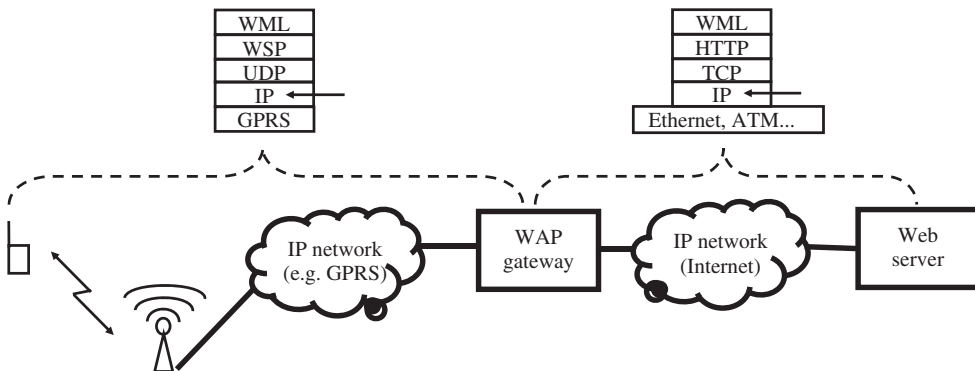 WML
WSP
UDP
IP
GPRS
WML
HTTP
TCP
IP
Ethernet, ATM...
IP network
(e.g. GPRS)
WAP
gateway
IP network
(Internet)
Web
server